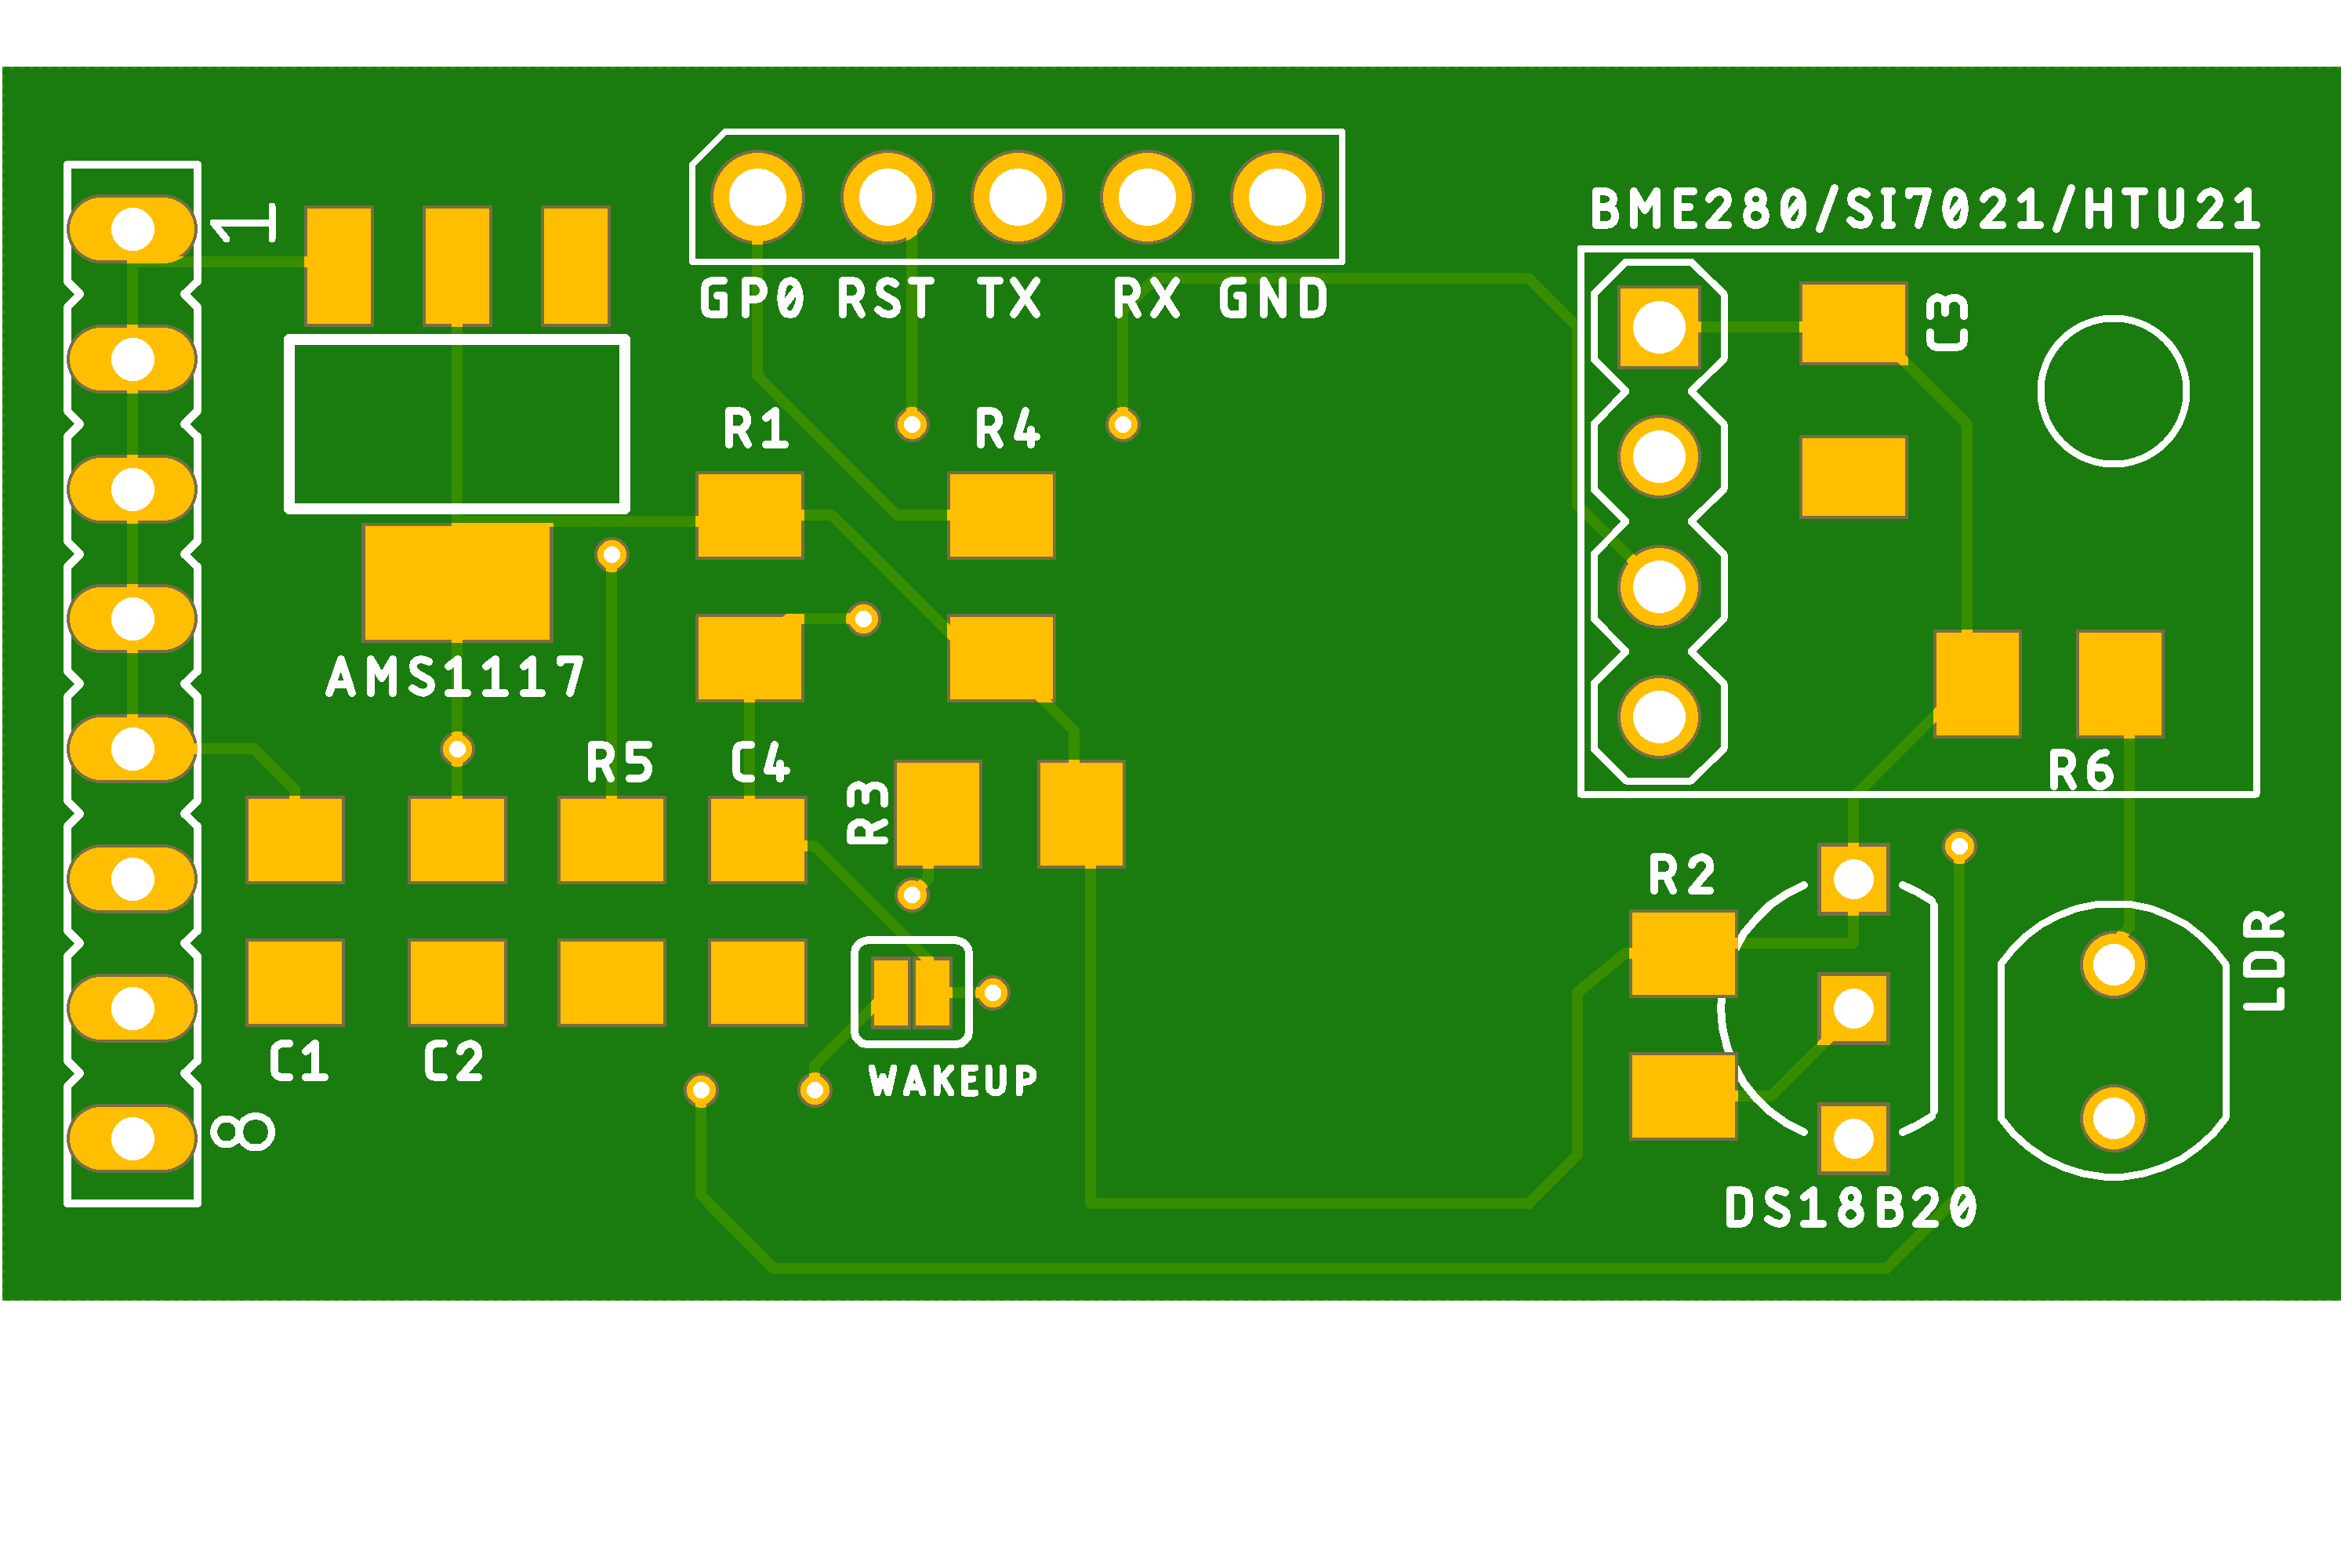 1
BME280/SI7021/HTU21
GP0 RST TX RX GND
C3
R1 R4
AMS1117
R5 C4
R3
R6
R2
LDR
C1 C2
WAKEUP
8
DS18B20